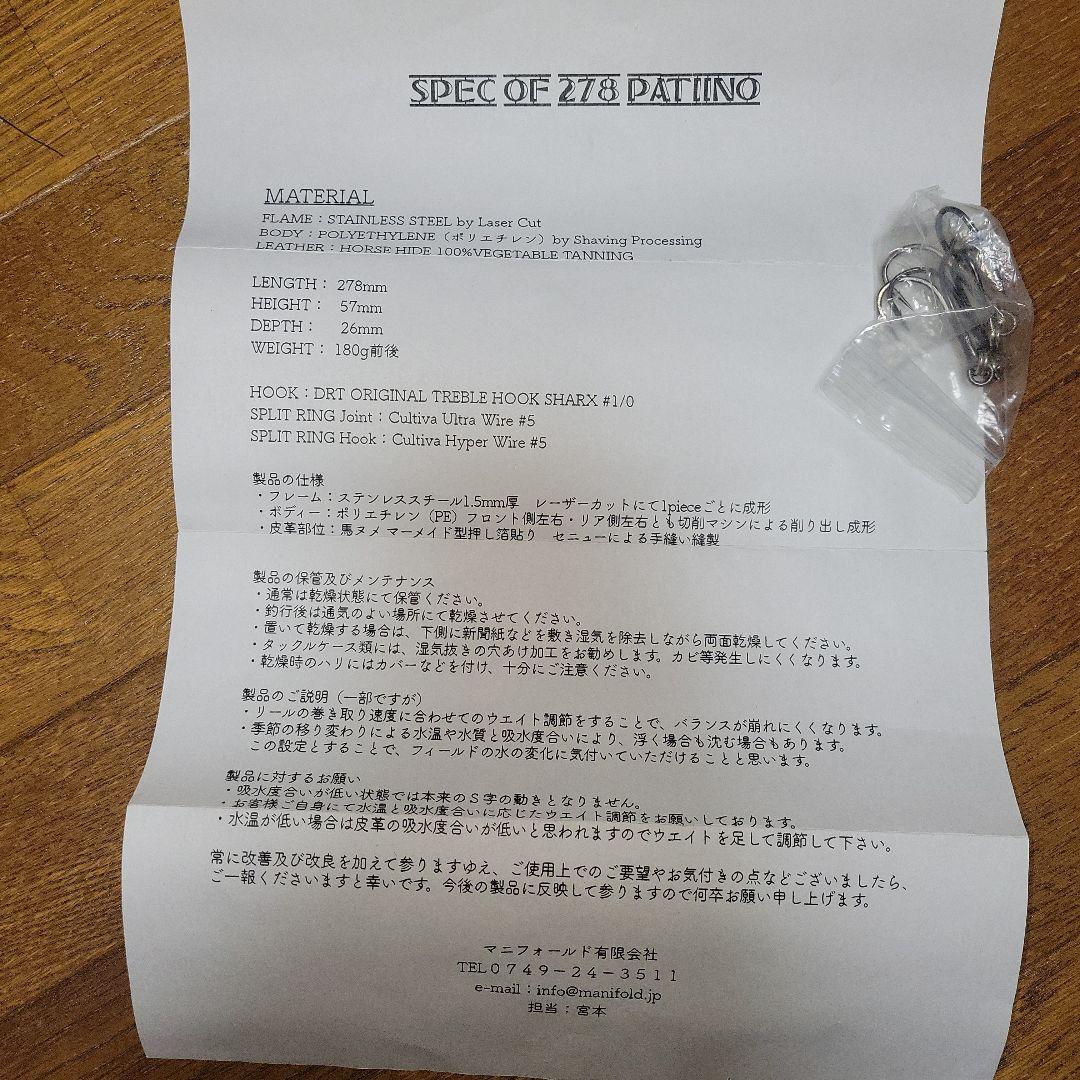 SPEC OF 278 PATIINO
MATERIAL
FLAME：STAINLESS STEEL by Laser Cut
BODY：POLYETHYLENE（ポリエチレン）by Shaving Processing
LEATHER：HORSE HIDE 100%VEGETABLE TANNING
LENGTH： 278mm
HEIGHT： 57mm
DEPTH： 26mm
WEIGHT： 180g前後
HOOK：DRT ORIGINAL TREBLE HOOK SHARX #1/0
SPLIT RING Joint：Cultiva Ultra Wire #5
SPLIT RING Hook：Cultiva Hyper Wire #5
製品の仕様
・フレーム：ステンレススチール1.5mm厚　レーザーカットにて1pieceごとに成形
・ボディー：ポリエチレン（PE）フロント側左右・リア側左右とも切削マシンによる削り出し成形
・皮革部位：馬ヌメ マーメイド型押し箔貼り　セニューによる手縫い縫製
製品の保管及びメンテナンス
・通常は乾燥状態にて保管ください。
・釣行後は通気のよい場所にて乾燥させてください。
・置いて乾燥する場合は、下側に新聞紙などを敷き湿気を除去しながら両面乾燥してください。
・タックルケース類には、湿気抜きの穴あけ加工をお勧めします。カビ等発生しにくくなります。
・乾燥時のハリにはカバーなどを付け、十分にご注意ください。
製品のご説明（一部ですが）
・リールの巻き取り速度に合わせてのウエイト調節をすることで、バランスが崩れにくくなります。
・季節の移り変わりによる水温や水質と吸水度合いにより、浮く場合も沈む場合もあります。
この設定とすることで、フィールドの水の変化に気付いていただけることと思います。
製品に対するお願い
・吸水度合いが低い状態では本来のＳ字の動きとなりません。
・お客様ご自身にて水温と吸水度合いに応じたウエイト調節をお願いしております。
・水温が低い場合は皮革の吸水度合いが低いと思われますのでウエイトを足して調節して下さい。
常に改善及び改良を加えて参りますゆえ、ご使用上でのご要望やお気付きの点などございましたら、
ご一報くださいますと幸いです。今後の製品に反映して参りますので何卒お願い申し上げます。
マニフォールド有限会社
TEL０７４９－２４－３５１１
e-mail：info@manifold.jp
担当：宮本